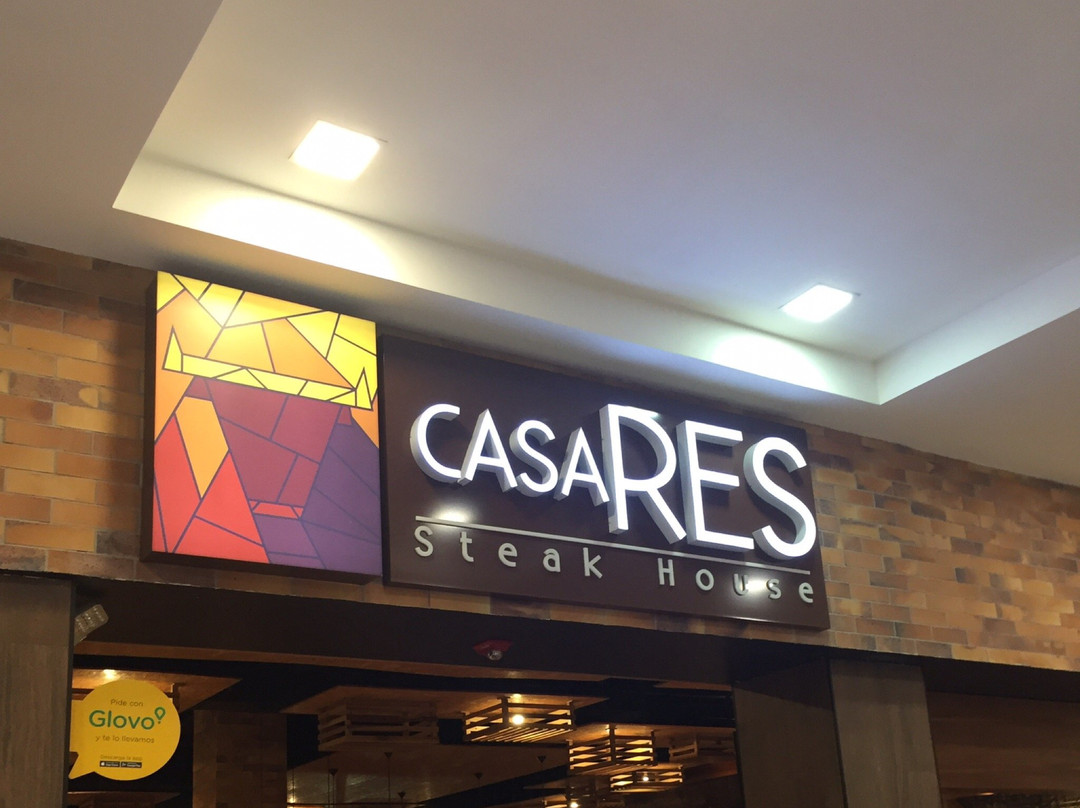 CASARES
Steak House
Pide con
Glovo
y te lo llevamos